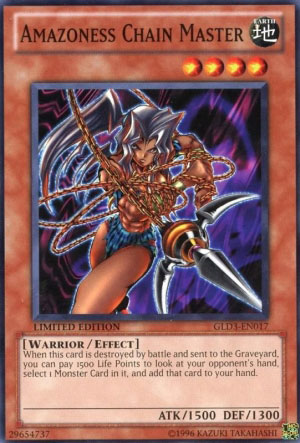 AMAZONESS CHAIN MASTER
EARTH
地
LIMITED EDITION
GLD3-EN017
[WARRIOR / EFFECT]
When this card is destroyed by battle and sent to the Graveyard,
you can pay 1500 Life Points to look at your opponent's hand,
select 1 Monster Card in it, and add that card to your hand.
ATK/1500 DEF/1300
29654737
©1996 KAZUKI TAKAHASHI